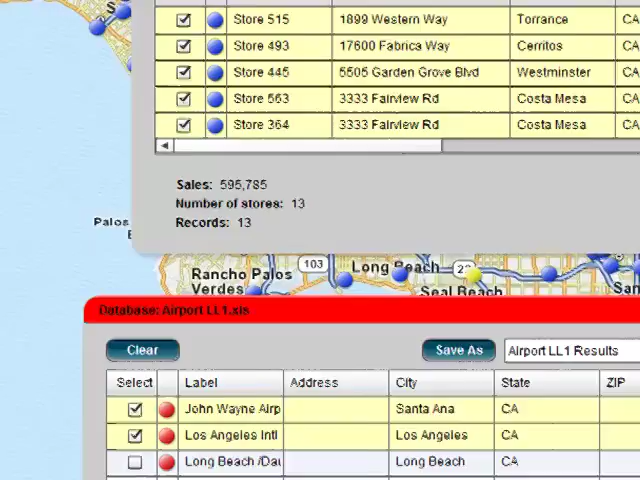 S
Store 515 1899 Western Way Torrance CA
Store 493 17600 Fabrica Way Cerritos CA
Store 445 5505 Garden Grove Blvd Westminster CA
Store 563 3333 Fairview Rd Costa Mesa CA
Store 364 3333 Fairview Rd Costa Mesa CA
Sales: 595,785
Number of stores: 13
Records: 13
Palos
Rancho Palos
Verdes
103
Long Beach
22
Seal Beach
San
Database: Airport LL1.xls
Clear Save As Airport LL1 Results
Select Label Address City State ZIP
John Wayne Airp Santa Ana CA
Los Angeles Intl Los Angeles CA
Long Beach /Dau Long Beach CA